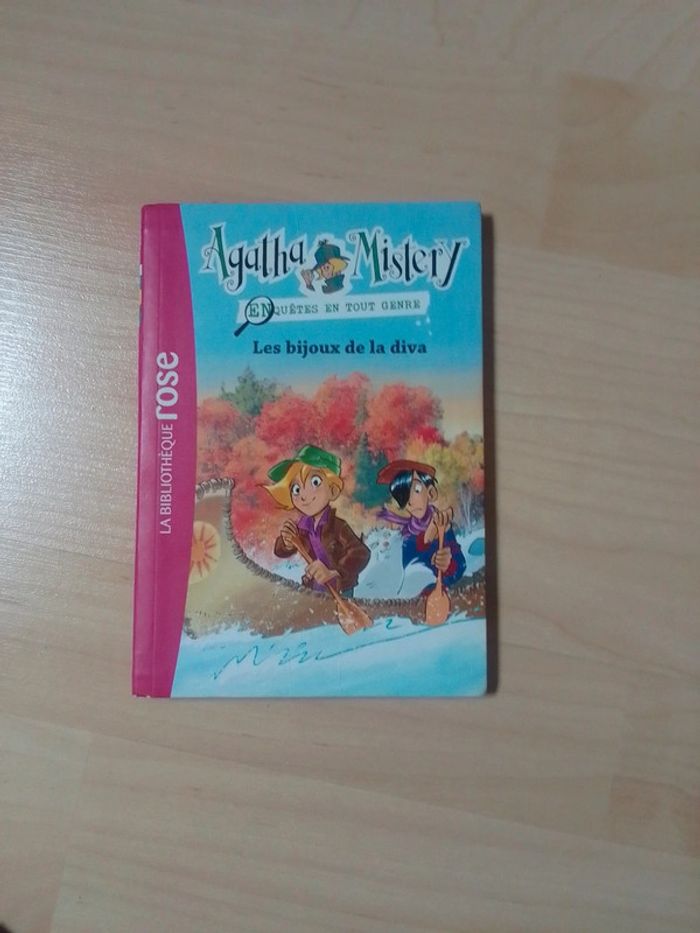 Agatha Mistery
ENQUÊTES EN TOUT GENRE
Les bijoux de la diva
LA BIBLIOTHÈQUE rose